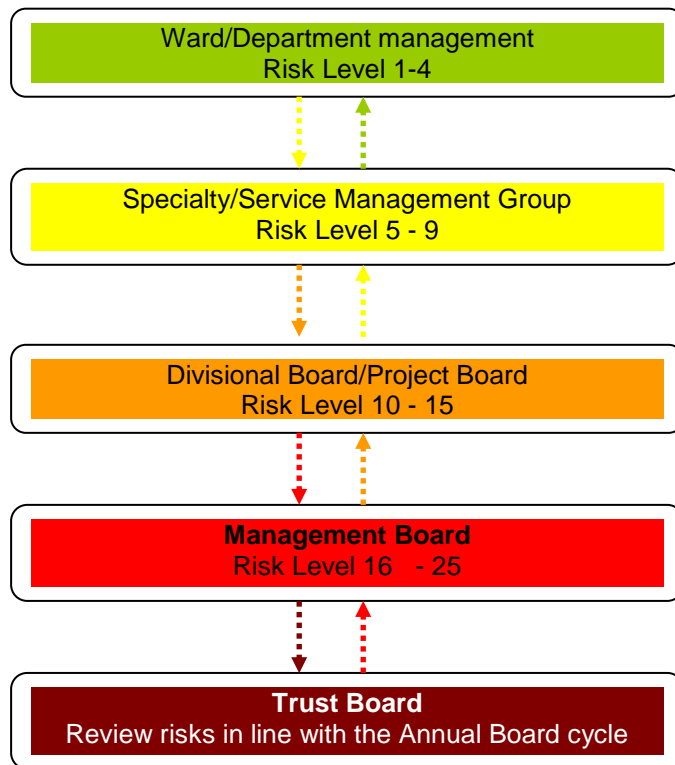 Ward/Department management
Risk Level 1-4
Specialty/Service Management Group
Risk Level 5 - 9
Divisional Board/Project Board
Risk Level 10 - 15
Management Board
Risk Level 16 - 25
Trust Board
Review risks in line with the Annual Board cycle